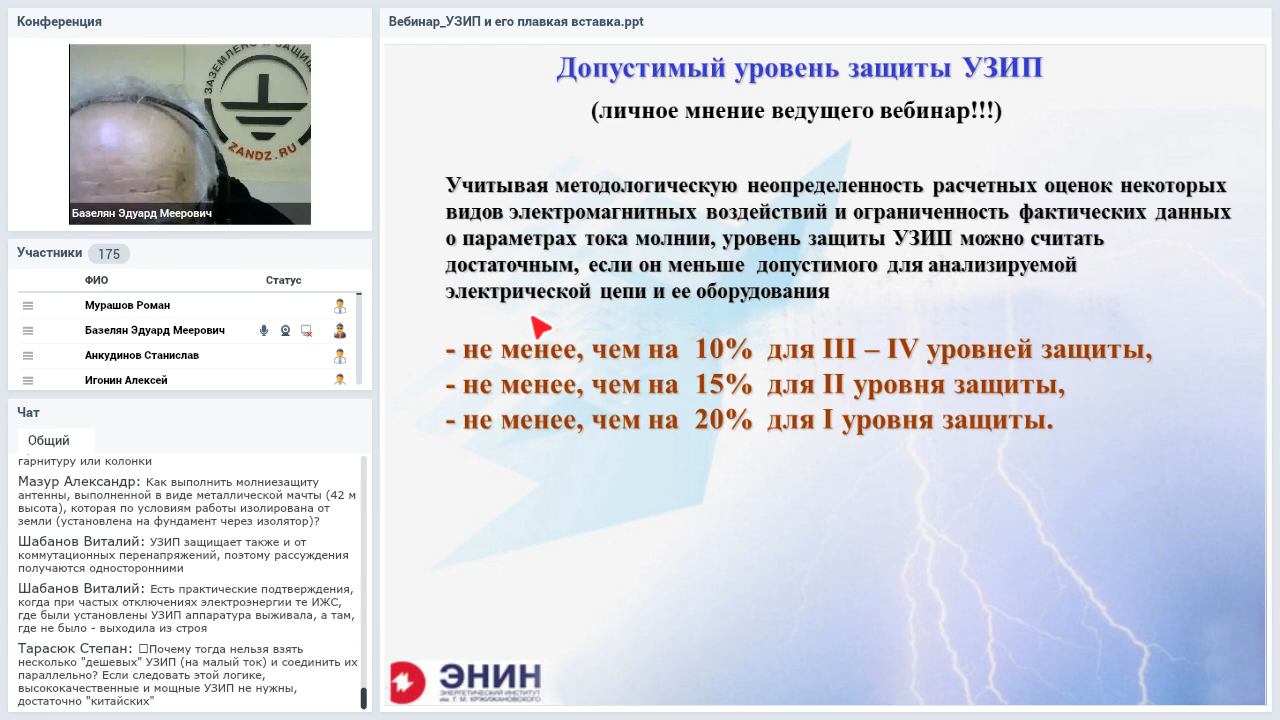 Конференция
ЗАЗЕМЛЕНО И ЗАЩИЩ
ZANDZ.RU
Базелян Эдуард Меерович
Участники 175
ФИО Статус
Мурашов Роман
Базелян Эдуард Меерович
Анкудинов Станислав
Игонин Алексей
Чат
Общий
гарнитуру или колонки
Мазур Александр: Как выполнить молниезащиту
антенны, выполненной в виде металлической мачты (42 м
высота), которая по условиям работы изолирована от
земли (установлена на фундамент через изолятор)?
Шабанов Виталий: УЗИП защищает также и от
коммутационных перенапряжений, поэтому рассуждения
получаются односторонними
Шабанов Виталий: Есть практические подтверждения,
когда при частых отключениях электроэнергии те ИЖС,
где были установлены УЗИП аппаратура выживала, а там,
где не было - выходила из строя
Тарасюк Степан: □Почему тогда нельзя взять
несколько "дешевых" УЗИП (на малый ток) и соединить их
параллельно? Если следовать этой логике,
высококачественные и мощные УЗИП не нужны,
достаточно "китайских"
Вебинар_УЗИП и его плавкая вставка.ppt
Допустимый уровень защиты УЗИП
(личное мнение ведущего вебинар!!!)
Учитывая методологическую неопределенность расчетных оценок некоторых
видов электромагнитных воздействий и ограниченность фактических данных
о параметрах тока молнии, уровень защиты УЗИП можно считать
достаточным, если он меньше допустимого для анализируемой
электрической цепи и ее оборудования
- не менее, чем на 10% для III – IV уровней защиты,
- не менее, чем на 15% для II уровня защиты,
- не менее, чем на 20% для I уровня защиты.
ЭНИН
ЭНЕРГЕТИЧЕСКИЙ ИНСТИТУТ
им. Г. М. КРЖИЖАНОВСКОГО